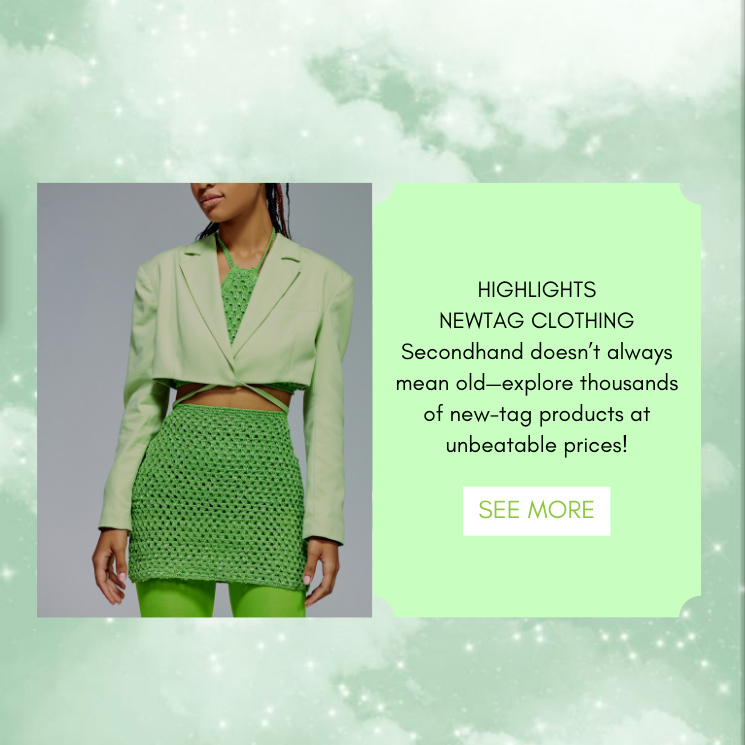 HIGHLIGHTS
NEWTAG CLOTHING
Secondhand doesn’t always
mean old—explore thousands
of new-tag products at
unbeatable prices!
SEE MORE